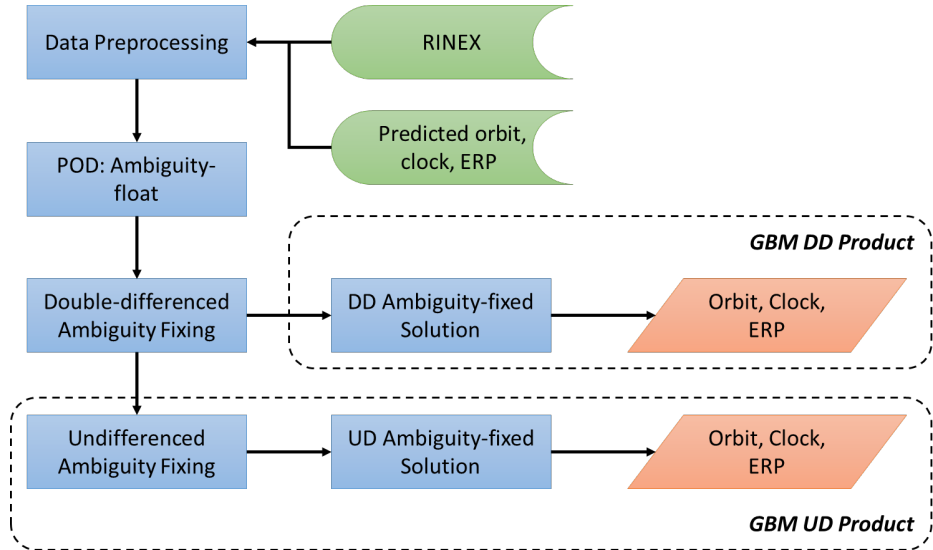 Data Preprocessing
RINEX
Predicted orbit,
clock, ERP
POD: Ambiguity-
float
GBM DD Product
Double-differenced
Ambiguity Fixing
DD Ambiguity-fixed
Solution
Orbit, Clock,
ERP
Undifferenced
Ambiguity Fixing
UD Ambiguity-fixed
Solution
Orbit, Clock,
ERP
GBM UD Product